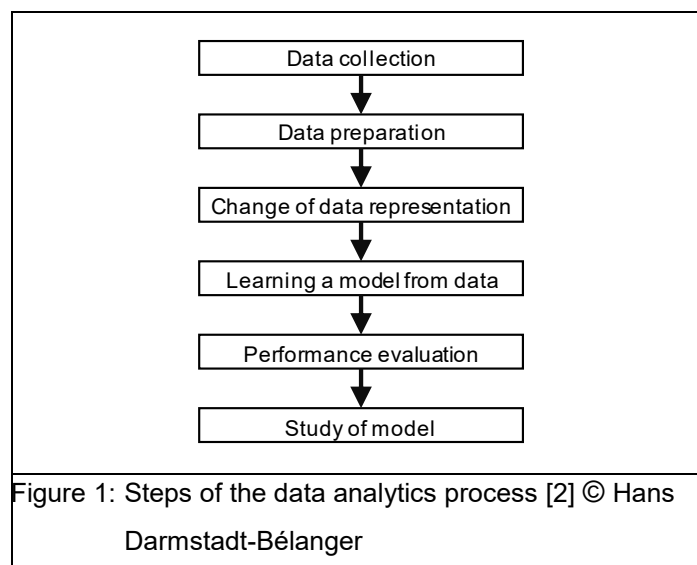 Data collection
Data preparation
Change of data representation
Learning a model from data
Performance evaluation
Study of model
Figure 1: Steps of the data analytics process [2] © Hans
Darmstadt-Bélanger